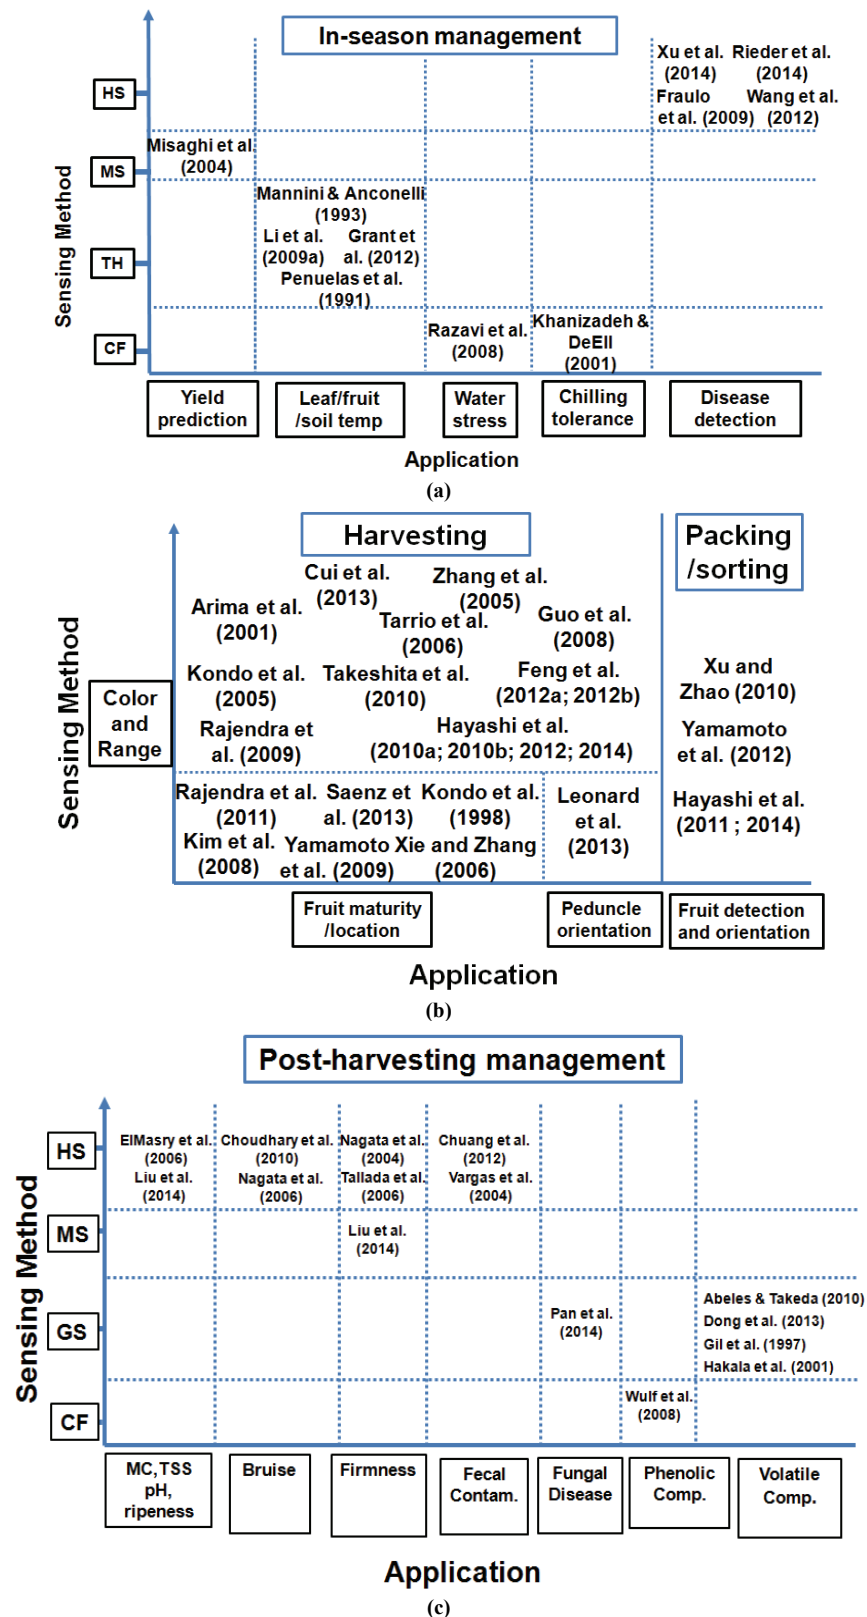 In-season management
Xu et al. Rieder et al.
(2014) (2014)
HS
Fraulo Wang et al.
et al. (2009) (2012)
Misaghi et al.
(2004)
MS
Mannini & Anconelli
(1993)
Li et al. Grant et
(2009a) al. (2012)
TH
Penuelas et al.
(1991)
Sensing Method
Khanizadeh &
Razavi et al. DeEll
(2008) (2001)
CF
Yield Leaf/fruit Water Chilling Disease
prediction /soil temp stress tolerance detection
Application
(a)
Harvesting Packing
/sorting
Cui et al. Zhang et al.
(2013) (2005)
Arima et al. Tarrio et al. Guo et al.
(2001) (2006) (2008)
Kondo et al. Takeshita et al. Feng et al. Xu and
(2005) (2010) (2012a; 2012b) Zhao (2010)
Color
and
Range
Rajendra et Hayashi et al. Yamamoto
al. (2009) (2010a; 2010b; 2012; 2014) et al. (2012)
Sensing Method
Rajendra et al. Saenz et Kondo et al. Leonard Hayashi et al.
(2011) al. (2013) (1998) et al. (2011 ; 2014)
(2013)
Kim et al. Yamamoto Xie and Zhang
(2008) et al. (2009) (2006)
Fruit maturity Peduncle Fruit detection
/location orientation and orientation
Application
(b)
Post-harvesting management
HS
ElMasry et al. Choudhary et al. Nagata et al. Chuang et al.
(2006) (2010) (2004) (2012)
Liu et al. Nagata et al. Tallada et al. Vargas et al.
(2014) (2006) (2006) (2004)
MS
Liu et al.
(2014)
Sensing Method
GS
Pan et al.
(2014)
Abeles & Takeda (2010)
Dong et al. (2013)
Gil et al. (1997)
Hakala et al. (2001)
Wulf et al.
(2008)
CF
MC,TSS Bruise Firmness Fecal Fungal Phenolic Volatile
pH, Contam. Disease Comp. Comp.
ripeness
Application
(c)